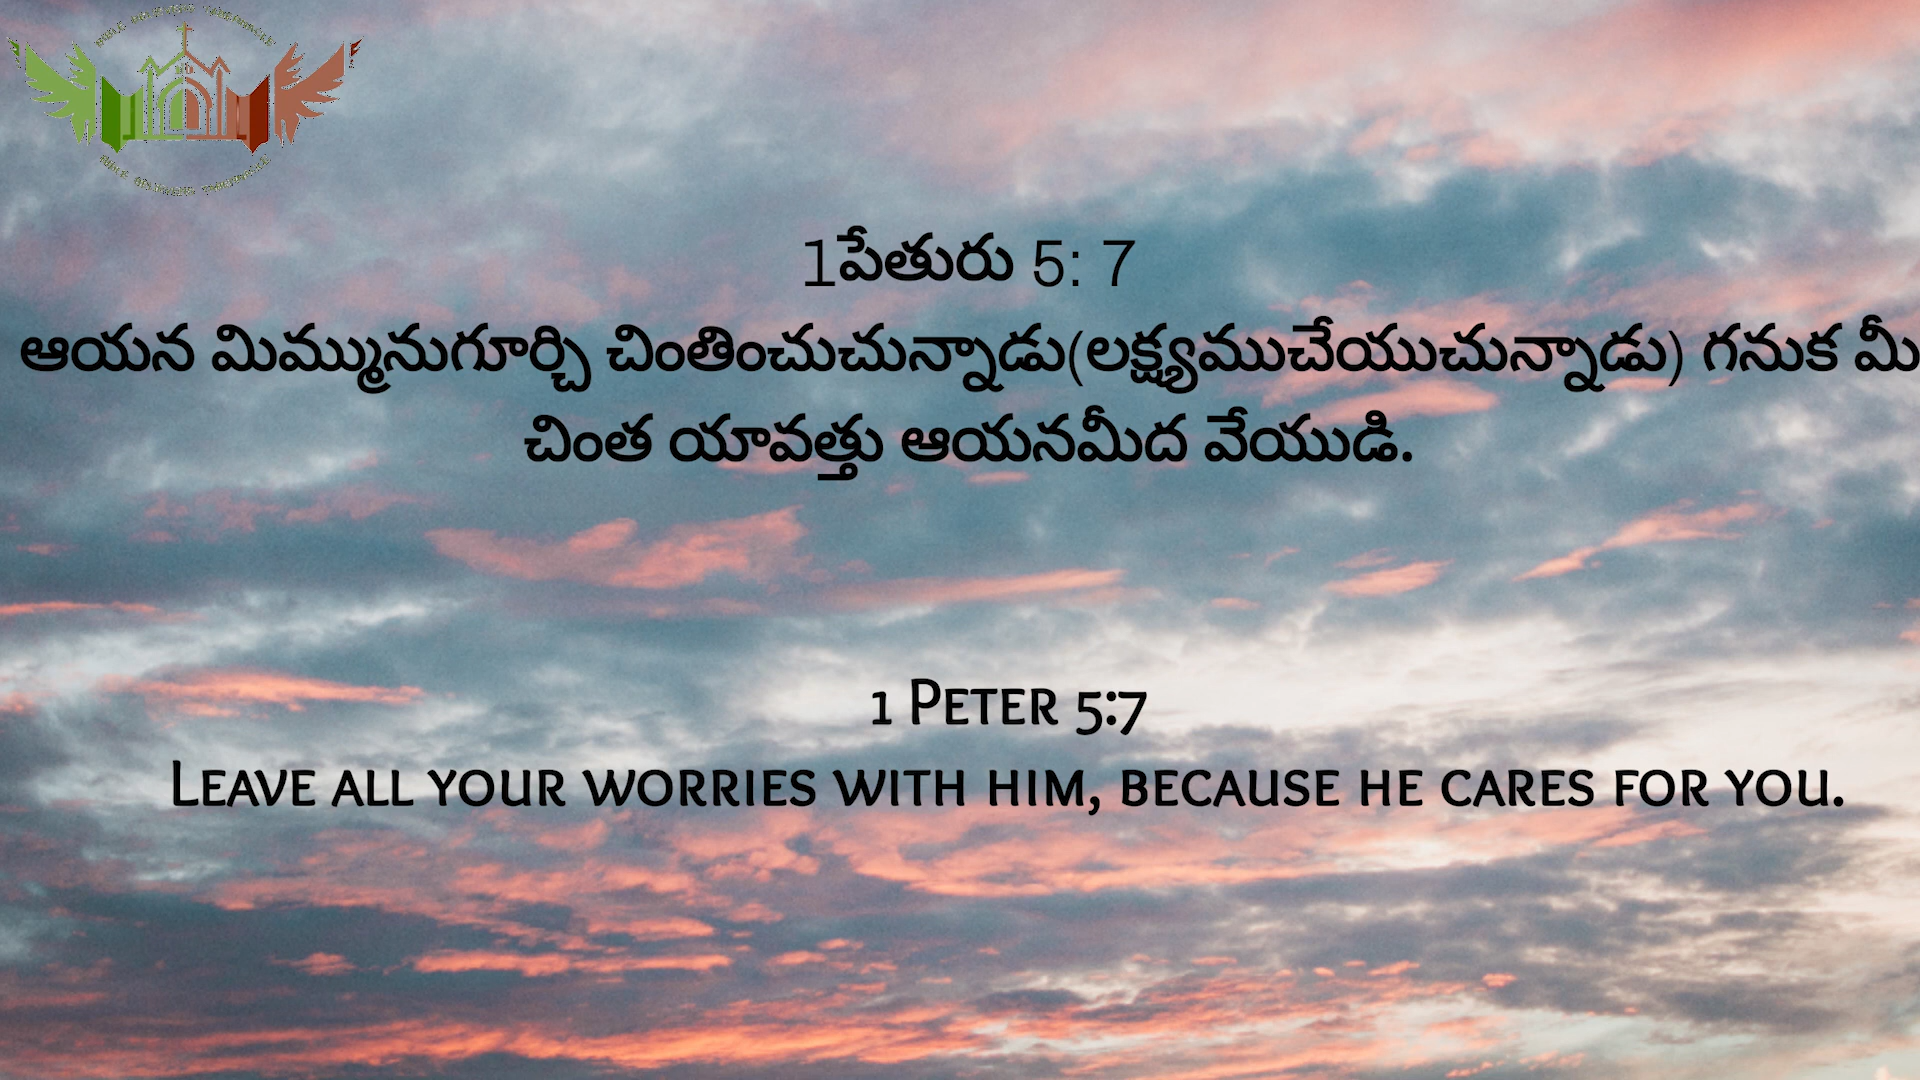 1పేతురు 5: 7
ఆయన మిమ్మునుగూర్చి చింతించుచున్నాడు(లక్ష్యముచేయుచున్నాడు) గనుక మీ
చింత యావత్తు ఆయనమీద వేయుడి.
1 Peter 5:7
Leave all your worries with him, because he cares for you.